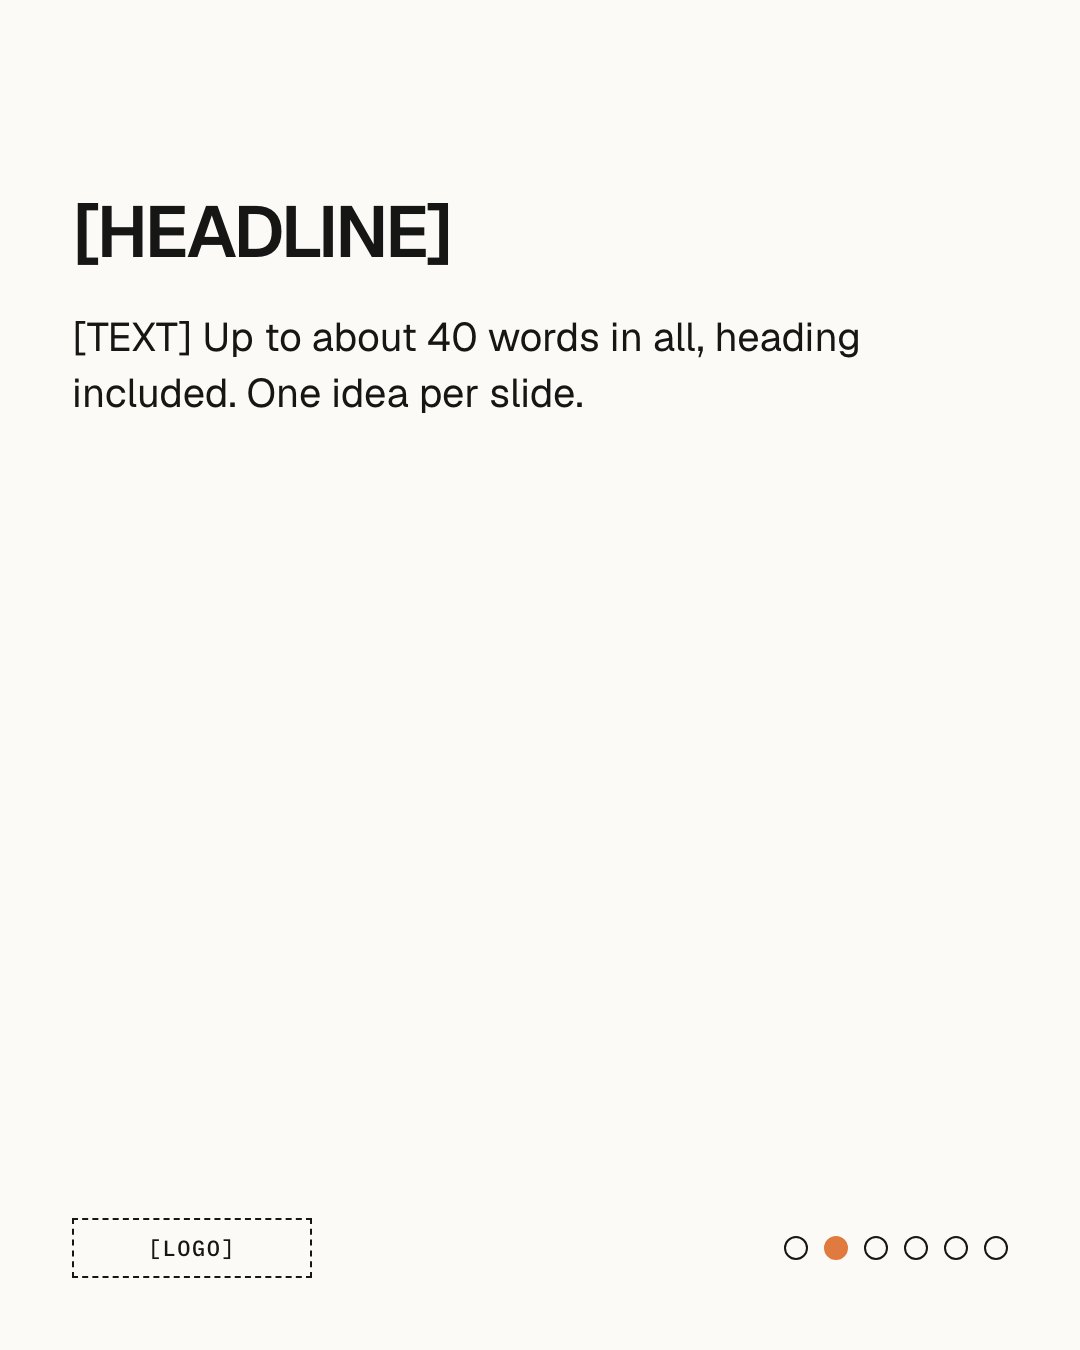 [HEADLINE]
[TEXT] Up to about 40 words in all, heading
included. One idea per slide.
[LOGO]